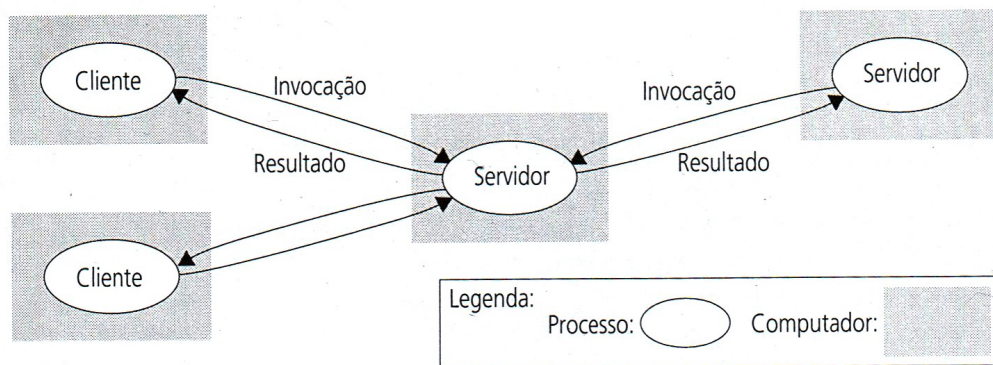 Cliente
Invocação
Resultado
Servidor
Invocação
Resultado
Servidor
Cliente
Legenda:
Processo:
Computador: